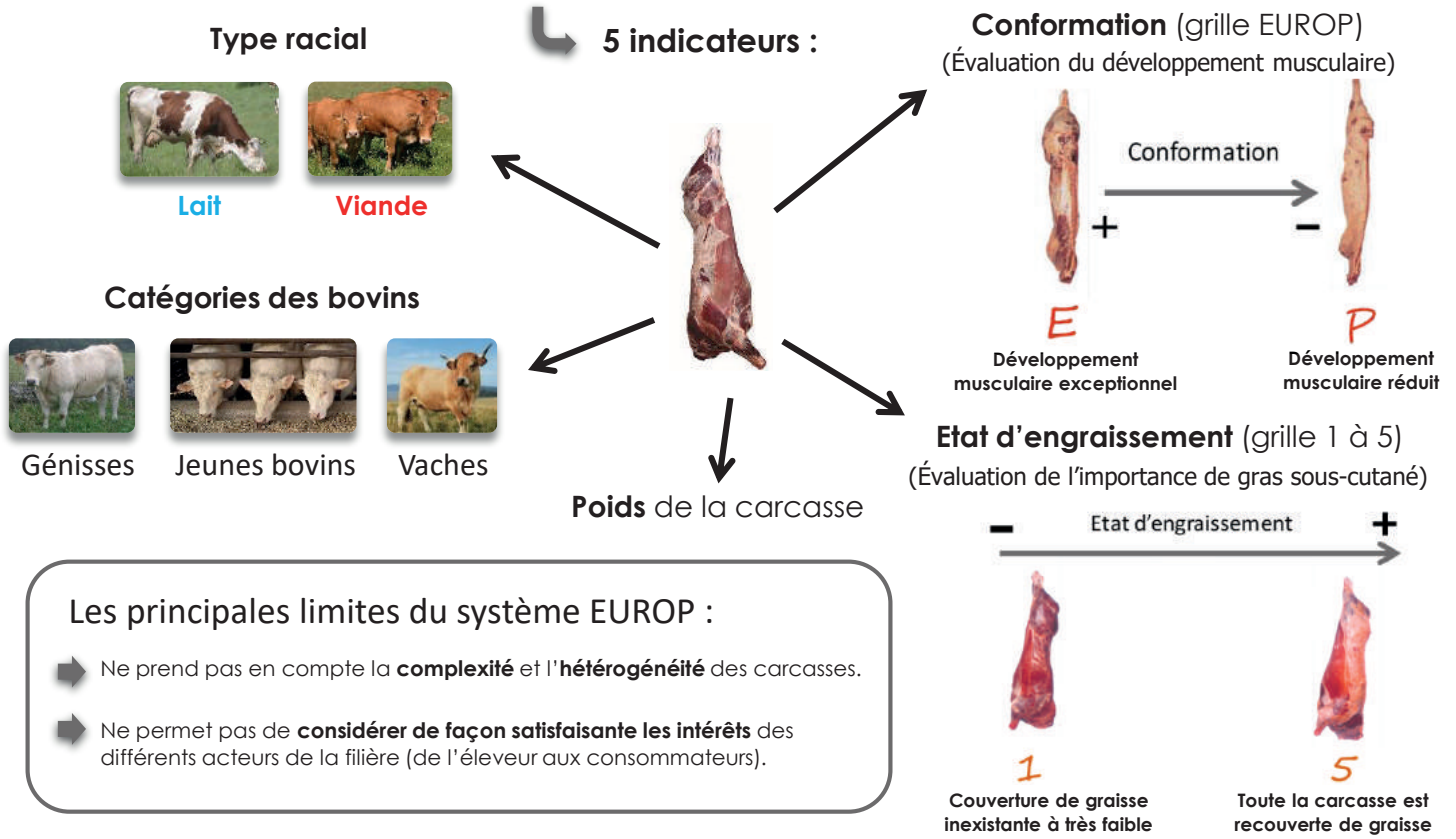 Type racial
Lait
Viande
5 indicateurs :
Conformation (grille EUROP)
(Évaluation du développement musculaire)
Conformation
+
−
E
P
Développement
musculaire exceptionnel
Développement
musculaire réduit
Catégories des bovins
Génisses
Jeunes bovins
Vaches
Poids de la carcasse
Etat d’engraissement (grille 1 à 5)
(Évaluation de l’importance de gras sous-cutané)
−
Etat d’engraissement
+
1
5
Couverture de graisse
inexistante à très faible
Toute la carcasse est
recouverte de graisse
Les principales limites du système EUROP :
Ne prend pas en compte la complexité et l’hétérogénéité des carcasses.
Ne permet pas de considérer de façon satisfaisante les intérêts des
différents acteurs de la filière (de l’éleveur aux consommateurs).